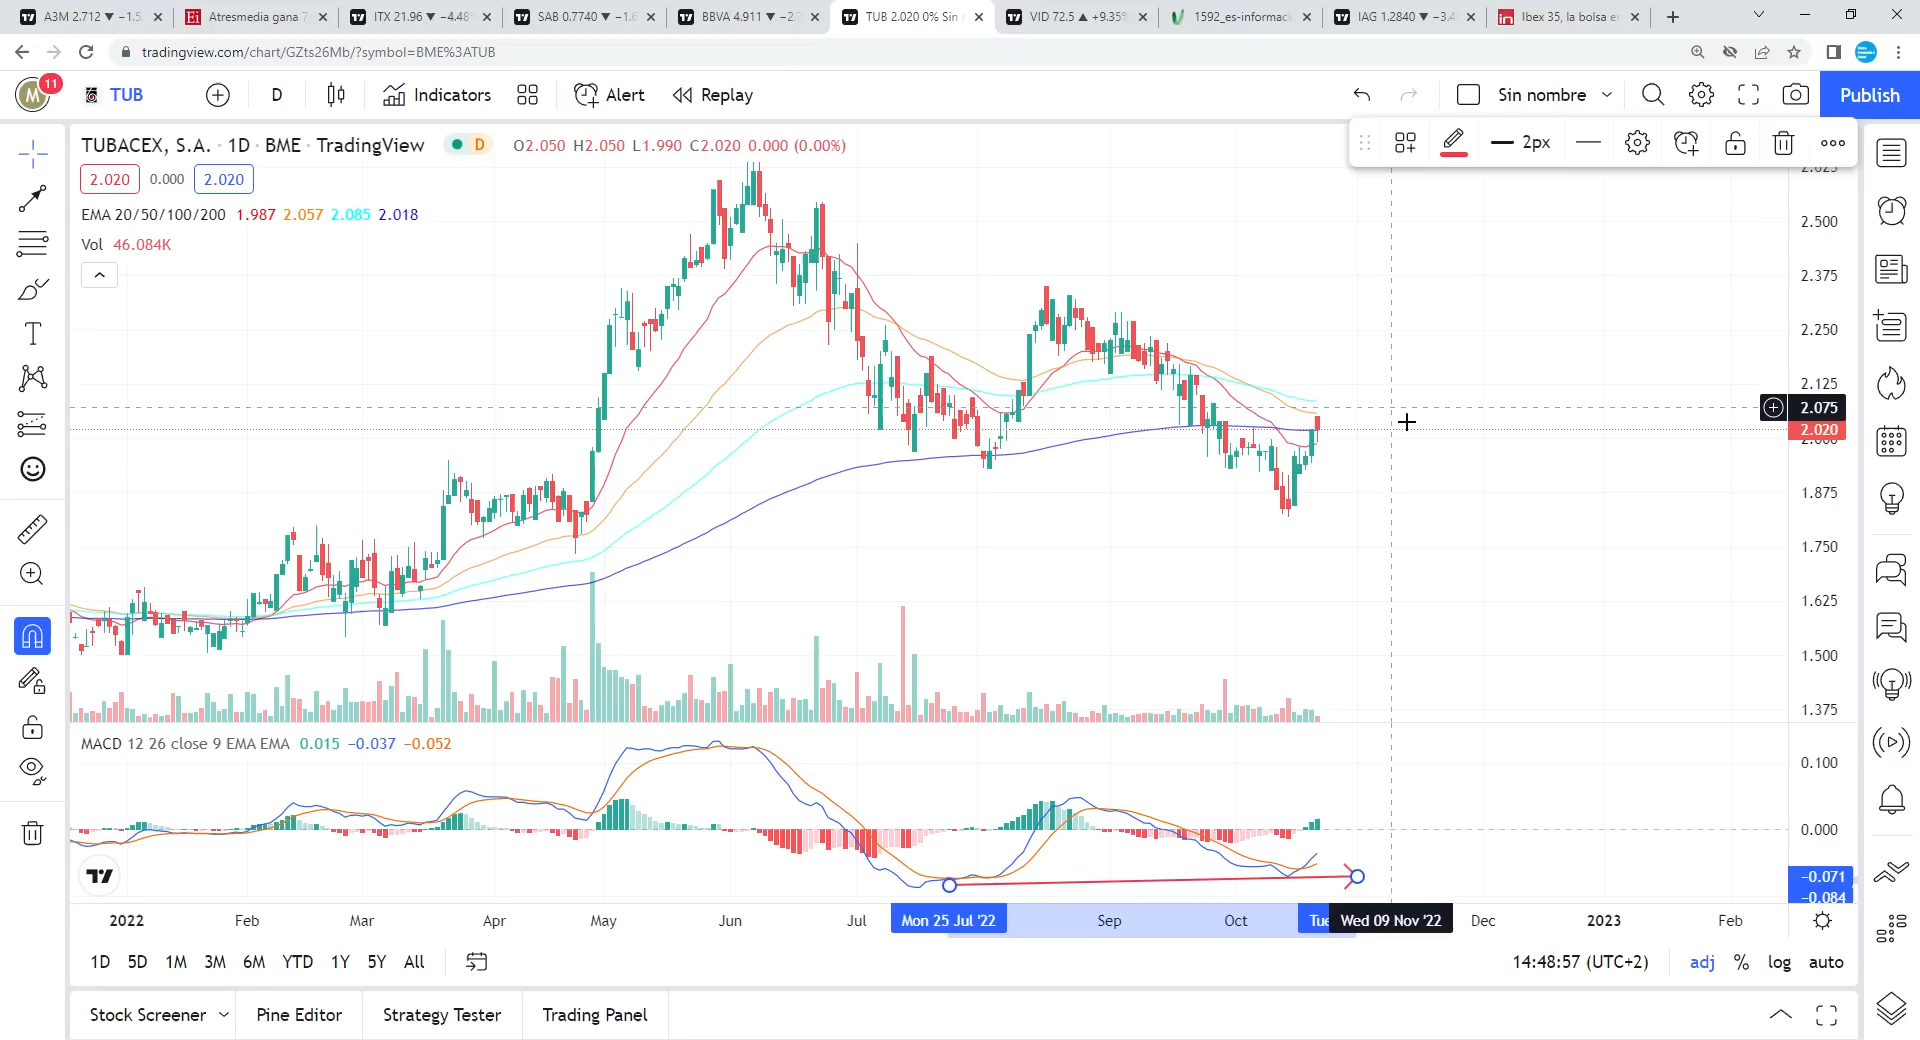 A3M 2.712 ▼ −1.5
Atresmedia gana 7
ITX 21.96 ▼ −4.48
SAB 0.7740 ▼ −1.6
BBVA 4.911 ▼ −2.
TUB 2.020 0% Sin
VID 72.5 ▲ +9.35%
1592_es-informaci
IAG 1.2840 ▼ −3.4
Ibex 35, la bolsa e
tradingview.com/chart/GZts26Mb/?symbol=BME%3ATUB
M
11
TUB
D
Indicators
Alert
Replay
Sin nombre
Publish
TUBACEX, S.A. · 1D · BME · TradingView
D
O2.050 H2.050 L1.990 C2.020 0.000 (0.00%)
2px
2.020 0.000 2.020
EMA 20/50/100/200 1.987 2.057 2.085 2.018
Vol 46.084K
2.625
2.500
2.375
2.250
2.125
2.075
2.020
2.000
1.875
1.750
1.625
1.500
1.375
MACD 12 26 close 9 EMA EMA 0.015 −0.037 −0.052
0.100
0.000
−0.071
−0.084
2022 Feb Mar Apr May Jun Jul Mon 25 Jul '22 Sep Oct Tue Wed 09 Nov '22 Dec 2023 Feb
1D 5D 1M 3M 6M YTD 1Y 5Y All
14:48:57 (UTC+2) adj % log auto
Stock Screener Pine Editor Strategy Tester Trading Panel